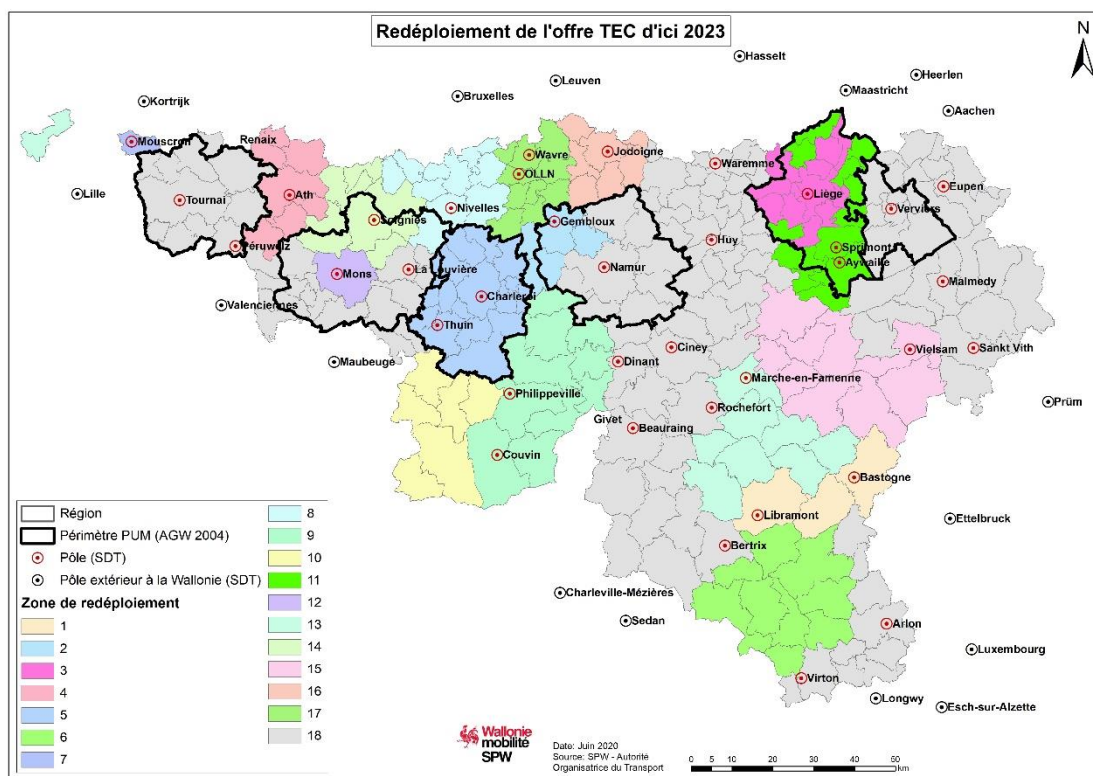 Redéploiement de l'offre TEC d'ici 2023
N
Hasselt
Heerlen
Leuven
Maastricht
Bruxelles
Kortrijk
Aachen
Mouscron
Renaix
Wavre
Jodoigne
Waremme
OLLN
Lille
Ath
Liège
Eupen
Tournai
Nivelles
Verviers
Soignies
Gembloux
Péruwelz
Huy
Sprimont
Aywaille
Mons
La Louvière
Namur
Malmedy
Valenciennes
Charleroi
Thuin
Maubeuge
Dinant
Ciney
Vielsam
Sankt Vith
Marche-en-Famenne
Philippeville
Rochefort
Prüm
Givet
Beauraing
Couvin
Bastogne
Libramont
Ettelbruck
Bertrix
Charleville-Mézières
Sedan
Arlon
Luxembourg
Virton
Longwy
Esch-sur-Alzette
Région
Périmètre PUM (AGW 2004)
Pôle (SDT)
Pôle extérieur à la Wallonie (SDT)
Zone de redéploiement
1
2
3
4
5
6
7
8
9
10
11
12
13
14
15
16
17
18
Wallonie
mobilité
SPW
Date: Juin 2020
Source: SPW - Autorité
Organisatrice du Transport
0 5 10 20 30 40 50
km